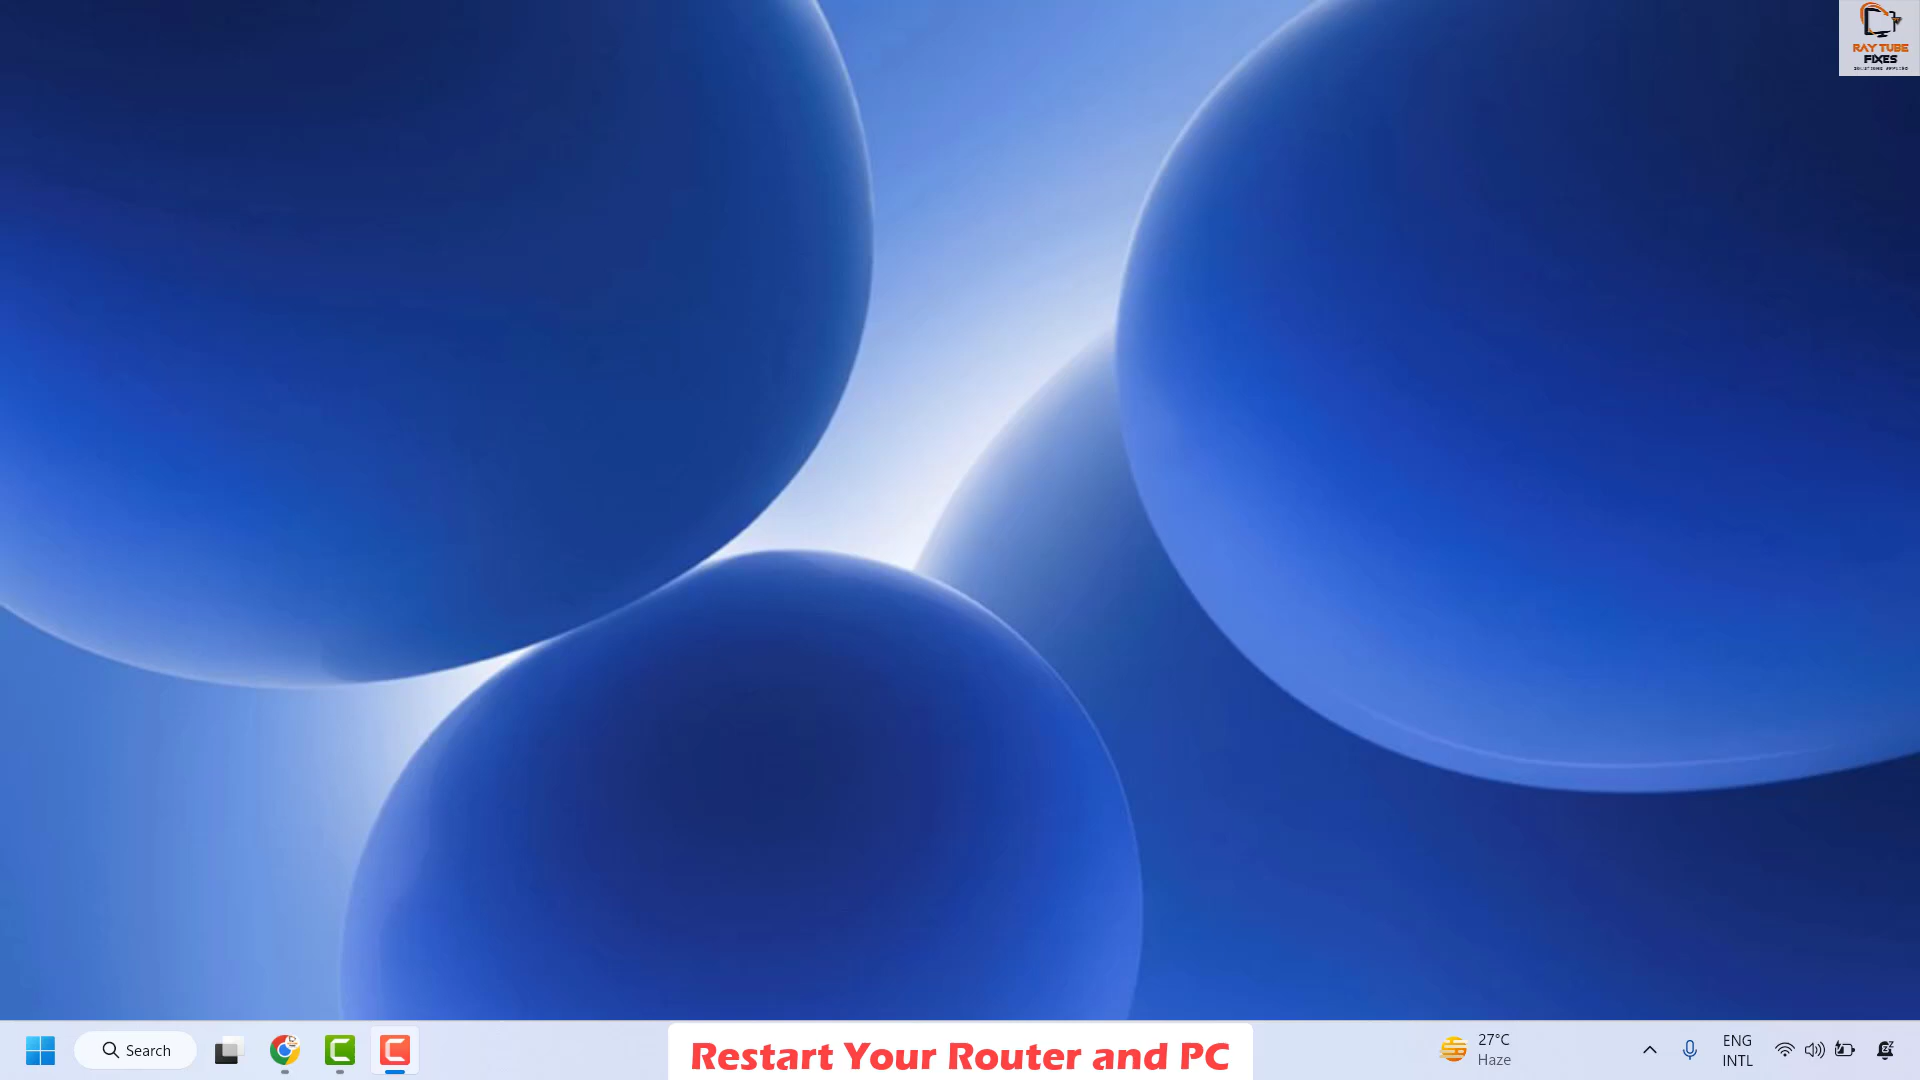 RAY TUBE
FIXES
Search
Restart Your Router and PC
27°C
Haze
ENG
INTL